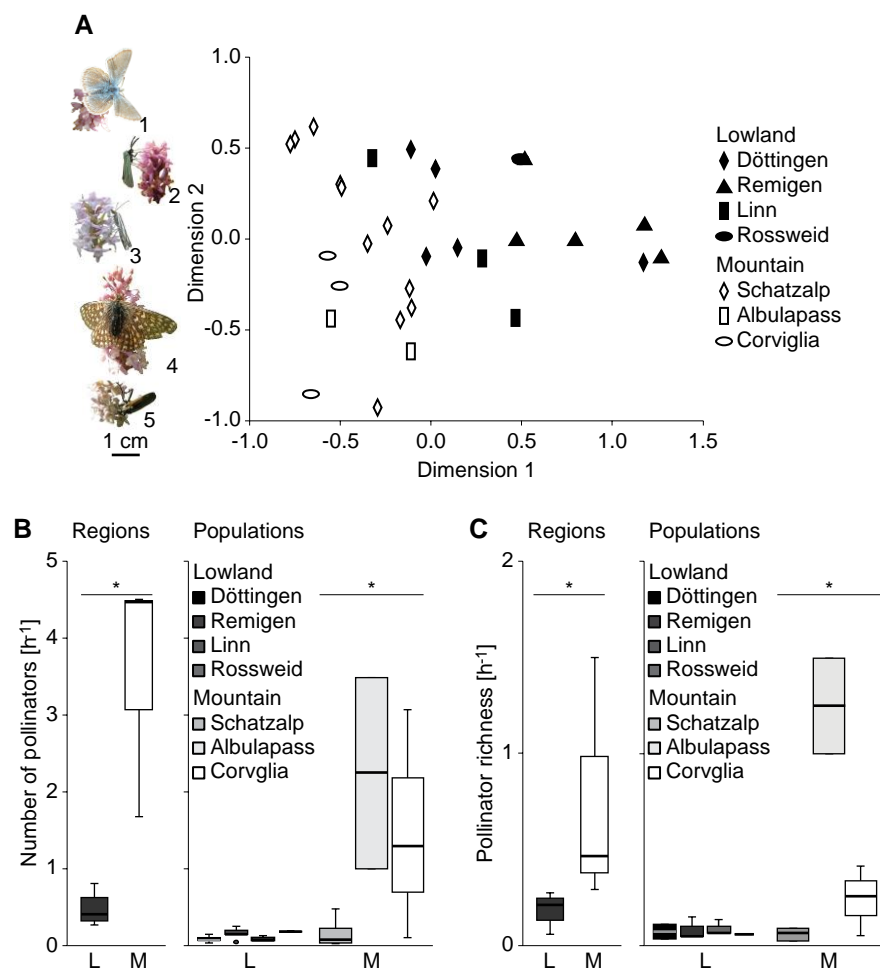 A
1
2
3
4
5
1 cm
1.0
0.5
0.0
-0.5
-1.0
Dimension 2
-1.0 -0.5 0.0 0.5 1.0 1.5
Dimension 1
Lowland
Döttingen
Remigen
Linn
Rossweid
Mountain
Schatzalp
Albulapass
Corviglia
B
Regions
Populations
Number of pollinators [h-1]
5
4
3
2
1
0
*
*
Lowland
Döttingen
Remigen
Linn
Rossweid
Mountain
Schatzalp
Albulapass
Corvglia
L M L M
C
Regions
Populations
Pollinator richness [h-1]
2
1
0
*
*
Lowland
Döttingen
Remigen
Linn
Rossweid
Mountain
Schatzalp
Albulapass
Corvglia
L M L M